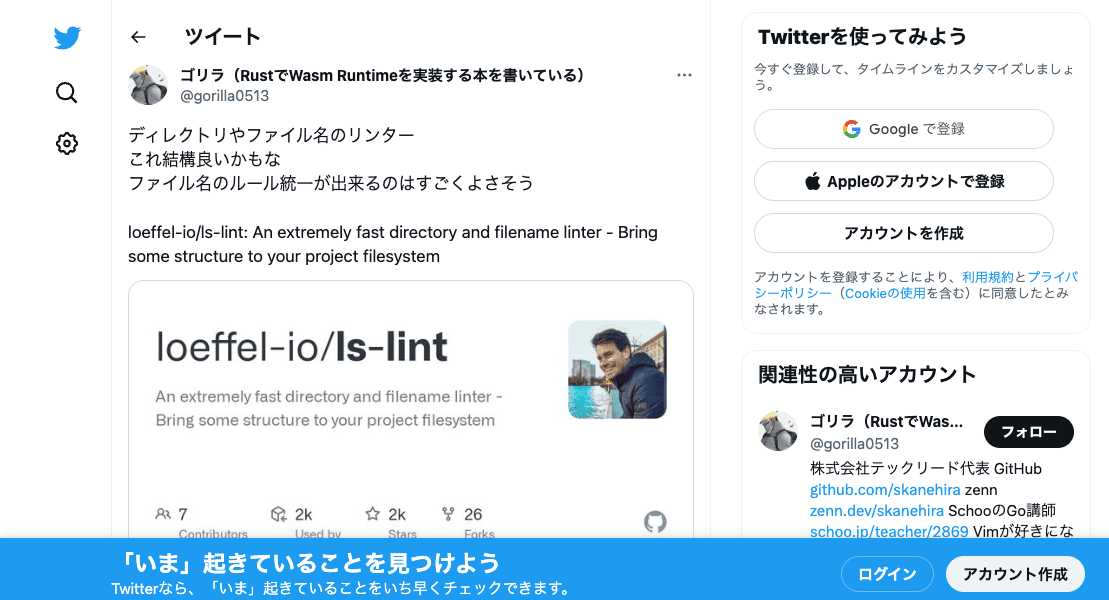 ツイート
ゴリラ（RustでWasm Runtimeを実装する本を書いている）
@gorilla0513
ディレクトリやファイル名のリンター
これ結構良いかもな
ファイル名のルール統一が出来るのはすごくよさそう
loeffel-io/ls-lint: An extremely fast directory and filename linter - Bring
some structure to your project filesystem
loeffel-io/ls-lint
An extremely fast directory and filename linter -
Bring some structure to your project filesystem
7
Contributors
2k
Used by
2k
Stars
26
Forks
Twitterを使ってみよう
今すぐ登録して、タイムラインをカスタマイズしましょ
う。
Google で登録
Appleのアカウントで登録
アカウントを作成
アカウントを登録することにより、利用規約とプライバ
シーポリシー（Cookieの使用を含む）に同意したとみ
なされます。
関連性の高いアカウント
ゴリラ（RustでWas...
@gorilla0513
フォロー
株式会社テックリード代表 GitHub
github.com/skanehira zenn
zenn.dev/skanehira SchooのGo講師
schoo.jp/teacher/2869 Vimが好きにな
「いま」起きていることを見つけよう
Twitterなら、「いま」起きていることをいち早くチェックできます。
ログイン
アカウント作成